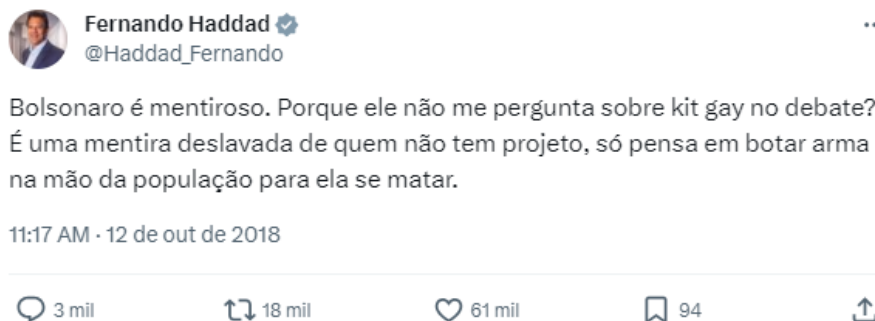 Fernando Haddad
@Haddad_Fernando
Bolsonaro é mentiroso. Porque ele não me pergunta sobre kit gay no debate?
É uma mentira deslavada de quem não tem projeto, só pensa em botar arma
na mão da população para ela se matar.
11:17 AM · 12 de out de 2018
3 mil 18 mil 61 mil 94